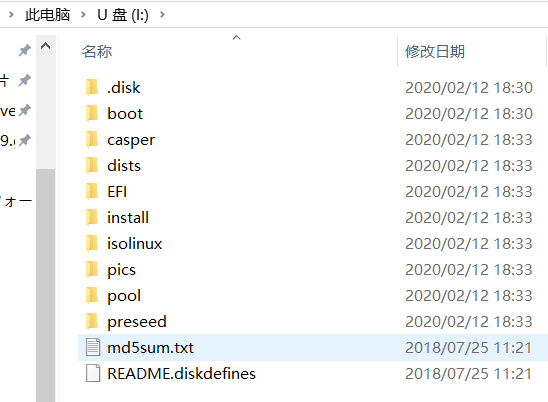 此电脑 U 盘 (I:)
名称 修改日期
.disk 2020/02/12 18:30
片 boot 2020/02/12 18:30
ve casper 2020/02/12 18:33
9.g dists 2020/02/12 18:33
EFI 2020/02/12 18:33
フォー install 2020/02/12 18:33
isolinux 2020/02/12 18:33
pics 2020/02/12 18:33
pool 2020/02/12 18:33
preseed 2020/02/12 18:33
md5sum.txt 2018/07/25 11:21
README.diskdefines 2018/07/25 11:21